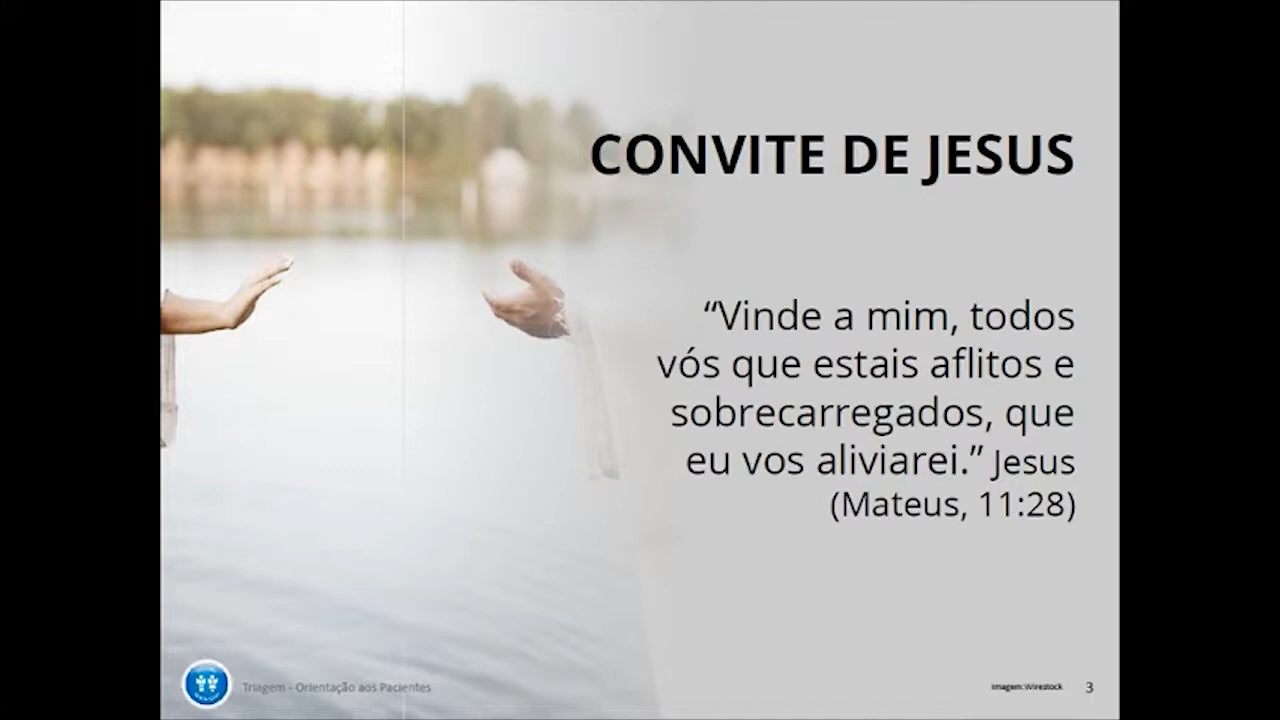 CONVITE DE JESUS
“Vinde a mim, todos
vós que estais aflitos e
sobrecarregados, que
eu vos aliviarei.” Jesus
(Mateus, 11:28)
Triagem - Orientação aos Pacientes
Imagem: Wirestock
3